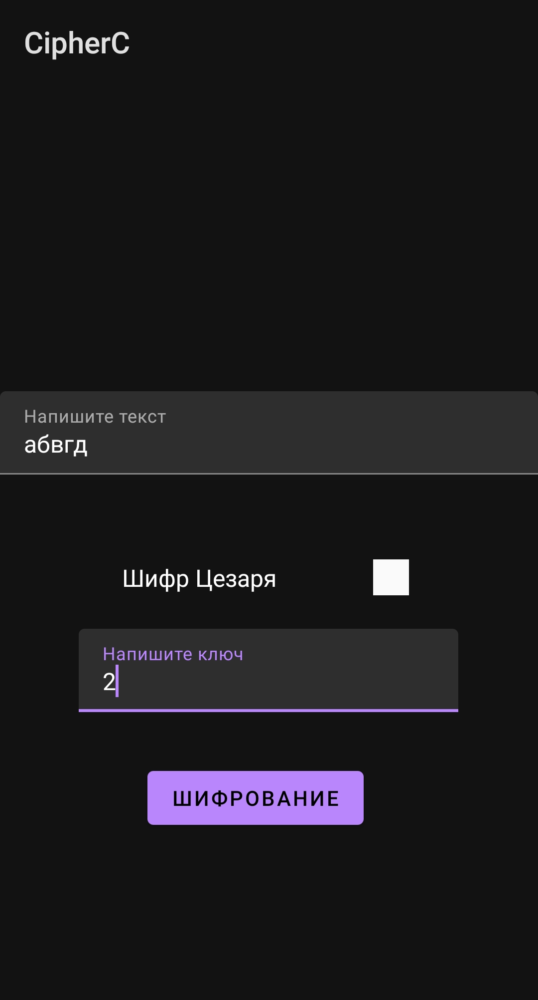 CipherC
Напишите текст
абвгд
Шифр Цезаря
Напишите ключ
2
ШИФРОВАНИЕ